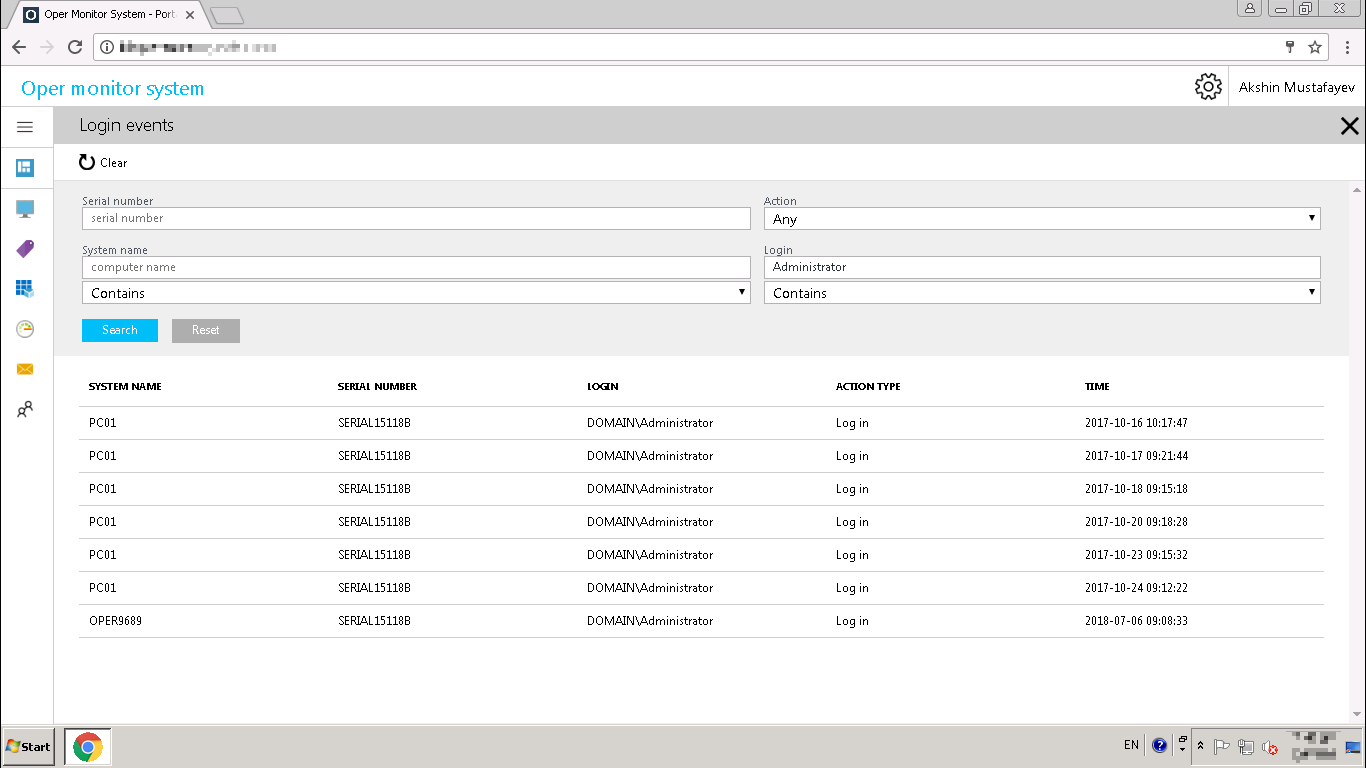 Oper Monitor System - Port
Oper monitor system
Akshin Mustafayev
Login events
Clear
Serial number
serial number
Action
Any
System name
computer name
Contains
Login
Administrator
Contains
Search Reset
SYSTEM NAME SERIAL NUMBER LOGIN ACTION TYPE TIME
PC01 SERIAL15118B DOMAIN\Administrator Log in 2017-10-16 10:17:47
PC01 SERIAL15118B DOMAIN\Administrator Log in 2017-10-17 09:21:44
PC01 SERIAL15118B DOMAIN\Administrator Log in 2017-10-18 09:15:18
PC01 SERIAL15118B DOMAIN\Administrator Log in 2017-10-20 09:18:28
PC01 SERIAL15118B DOMAIN\Administrator Log in 2017-10-23 09:15:32
PC01 SERIAL15118B DOMAIN\Administrator Log in 2017-10-24 09:12:22
OPER9689 SERIAL15118B DOMAIN\Administrator Log in 2018-07-06 09:08:33
Start
EN